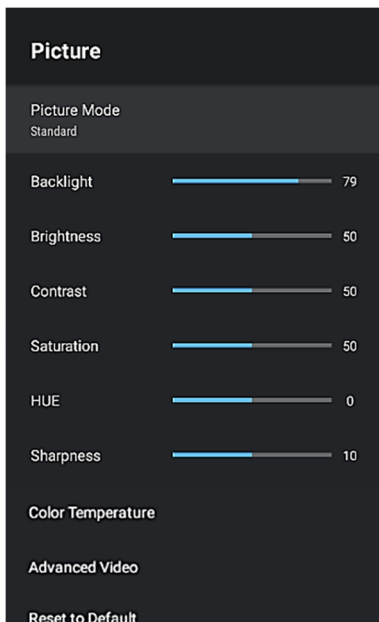 Picture
Picture Mode
Standard
Backlight 79
Brightness 50
Contrast 50
Saturation 50
HUE 0
Sharpness 10
Color Temperature
Advanced Video
Reset to Default